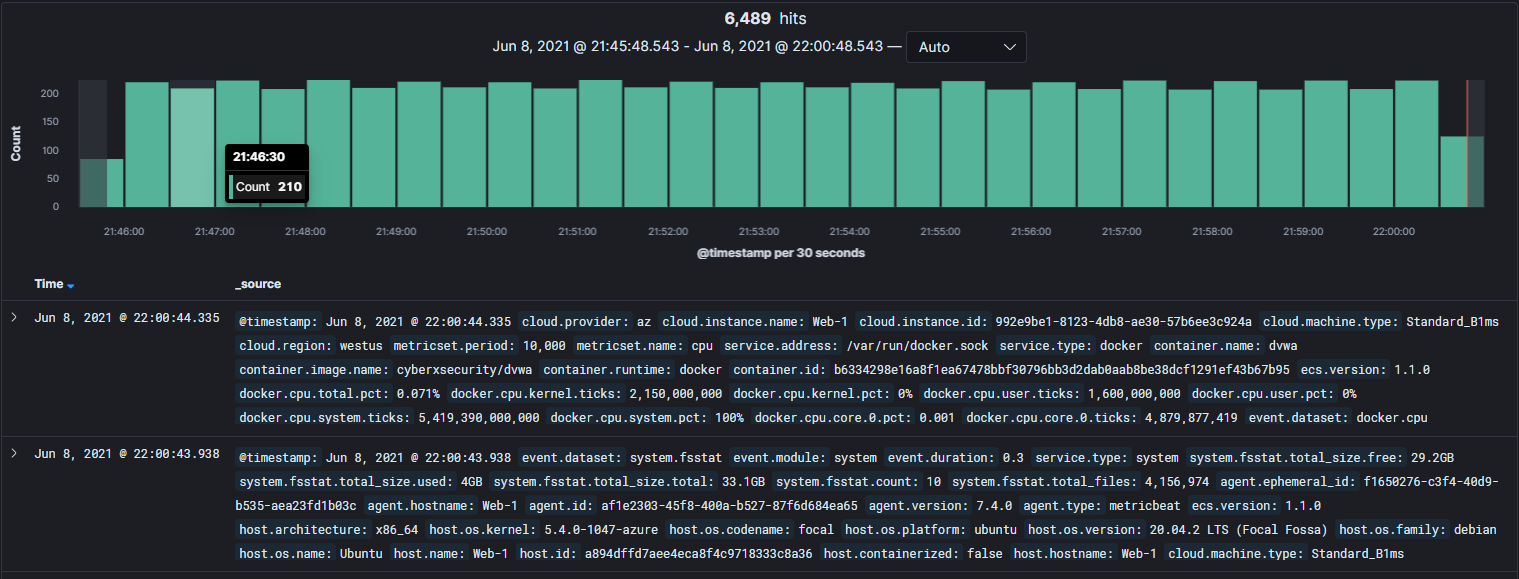 6,489 hits
Jun 8, 2021 @ 21:45:48.543 - Jun 8, 2021 @ 22:00:48.543 — Auto
200
150
100
50
0
Count
21:46:30
Count 210
21:46:00 21:47:00 21:48:00 21:49:00 21:50:00 21:51:00 21:52:00 21:53:00 21:54:00 21:55:00 21:56:00 21:57:00 21:58:00 21:59:00 22:00:00
@timestamp per 30 seconds
Time _source
Jun 8, 2021 @ 22:00:44.335 @timestamp: Jun 8, 2021 @ 22:00:44.335 cloud.provider: az cloud.instance.name: Web-1 cloud.instance.id: 992e9be1-8123-4db8-ae30-57b6ee3c924a cloud.machine.type: Standard_B1ms
cloud.region: westus metricset.period: 10,000 metricset.name: cpu service.address: /var/run/docker.sock service.type: docker container.name: dvwa
container.image.name: cyberxsecurity/dvwa container.runtime: docker container.id: b6334298e16a8f1ea67478bbf30796bb3d2dab0aab8be38dcf1291ef43b67b95 ecs.version: 1.1.0
docker.cpu.total.pct: 0.071% docker.cpu.kernel.ticks: 2,150,000,000 docker.cpu.kernel.pct: 0% docker.cpu.user.ticks: 1,600,000,000 docker.cpu.user.pct: 0%
docker.cpu.system.ticks: 5,419,390,000,000 docker.cpu.system.pct: 100% docker.cpu.core.0.pct: 0.001 docker.cpu.core.0.ticks: 4,879,877,419 event.dataset: docker.cpu
Jun 8, 2021 @ 22:00:43.938 @timestamp: Jun 8, 2021 @ 22:00:43.938 event.dataset: system.fsstat event.module: system event.duration: 0.3 service.type: system system.fsstat.total_size.free: 29.2GB
system.fsstat.total_size.used: 4GB system.fsstat.total_size.total: 33.1GB system.fsstat.count: 10 system.fsstat.total_files: 4,156,974 agent.ephemeral_id: f1650276-c3f4-40d9-
b535-aea23fd1b03c agent.hostname: Web-1 agent.id: af1e2303-45f8-400a-b527-87f6d684ea65 agent.version: 7.4.0 agent.type: metricbeat ecs.version: 1.1.0
host.architecture: x86_64 host.os.kernel: 5.4.0-1047-azure host.os.codename: focal host.os.platform: ubuntu host.os.version: 20.04.2 LTS (Focal Fossa) host.os.family: debian
host.os.name: Ubuntu host.name: Web-1 host.id: a894dffd7aee4eca8f4c9718333c8a36 host.containerized: false host.hostname: Web-1 cloud.machine.type: Standard_B1ms